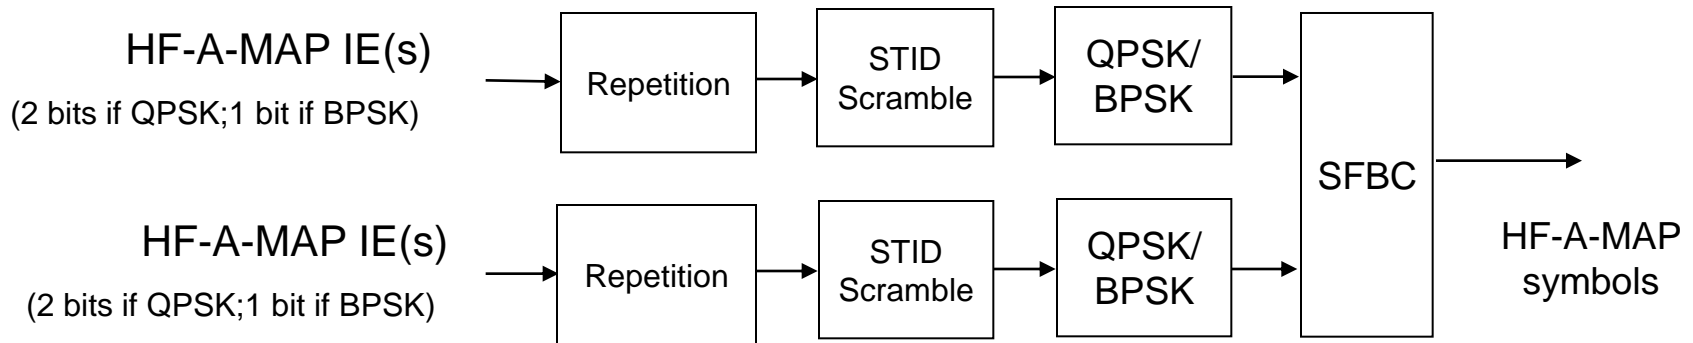 HF-A-MAP IE(s)
(2 bits if QPSK;1 bit if BPSK)
Repetition
STID
Scramble
QPSK/
BPSK
SFBC
HF-A-MAP IE(s)
(2 bits if QPSK;1 bit if BPSK)
Repetition
STID
Scramble
QPSK/
BPSK
HF-A-MAP
symbols